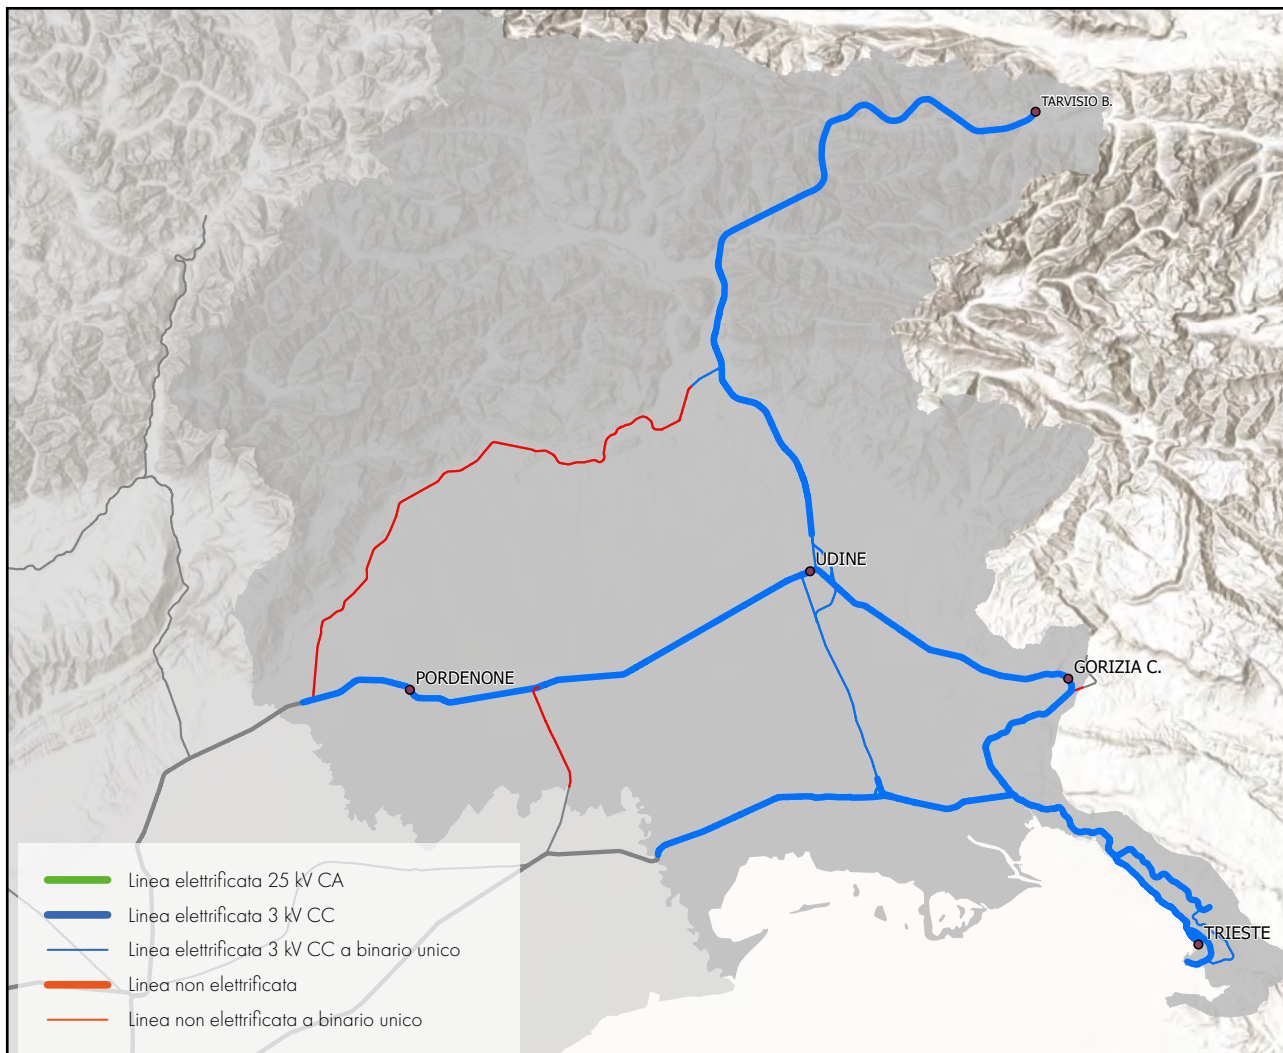 TARVISIO B.
UDINE
PORDENONE
GORIZIA C.
TRIESTE
Linea elettrificata 25 kV CA
Linea elettrificata 3 kV CC
Linea elettrificata 3 kV CC a binario unico
Linea non elettrificata
Linea non elettrificata a binario unico